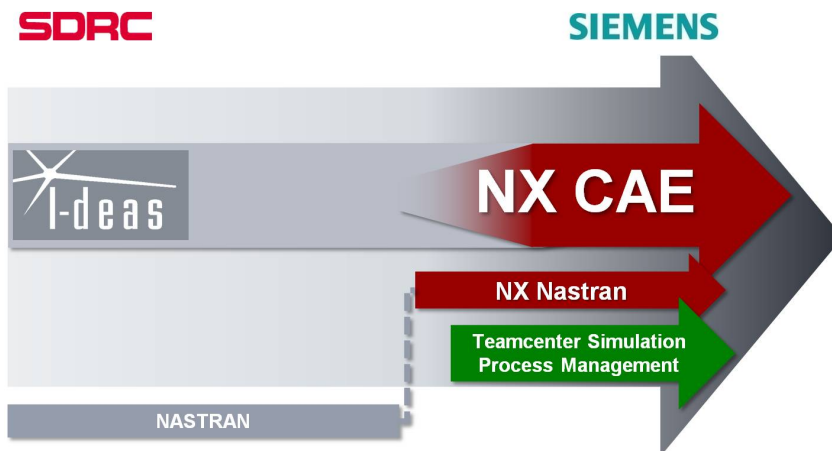 SDRC
SIEMENS
I-deas
NX CAE
NX Nastran
Teamcenter Simulation
Process Management
NASTRAN